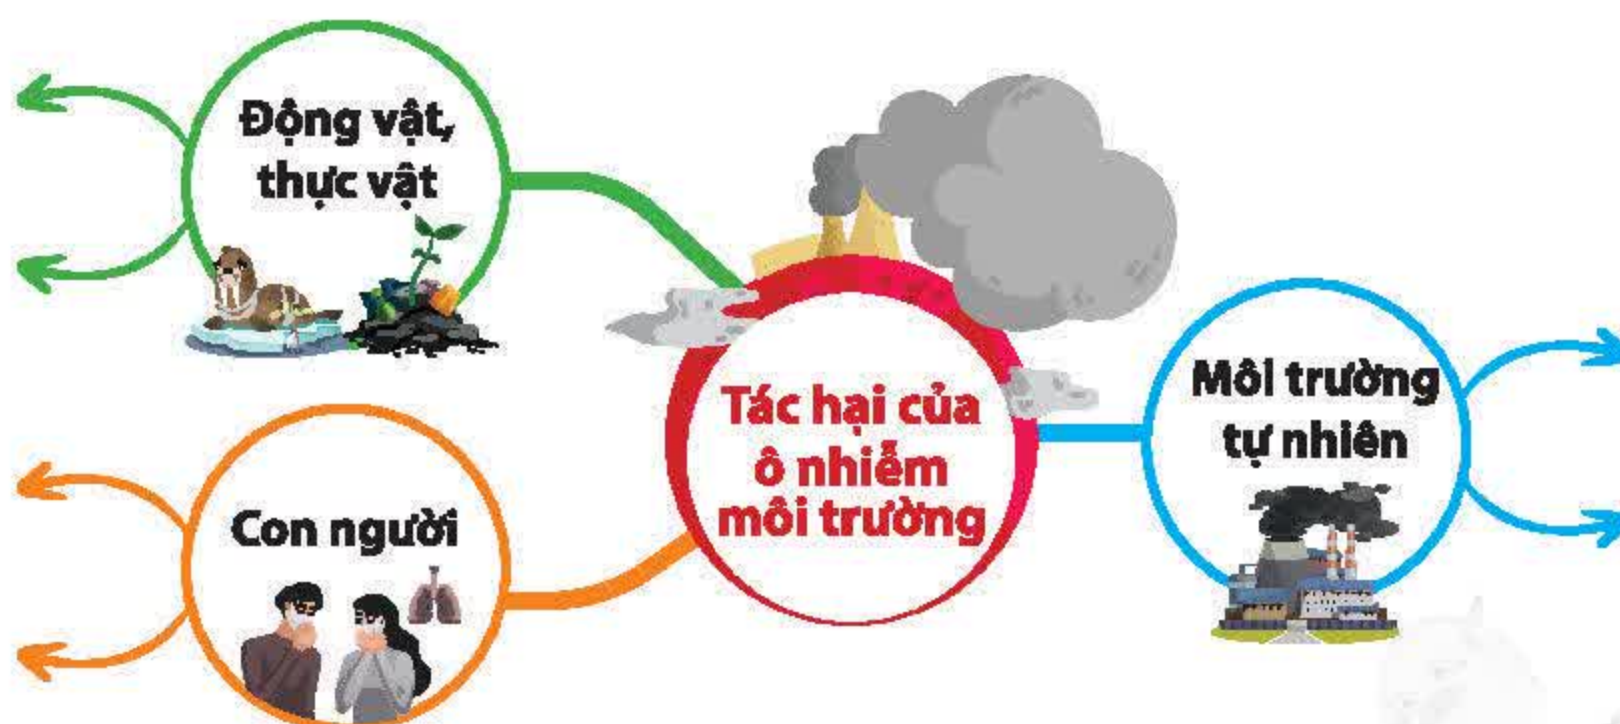 Động vật,
thực vật
Tác hại của
ô nhiễm
môi trường
Môi trường
tự nhiên
Con người